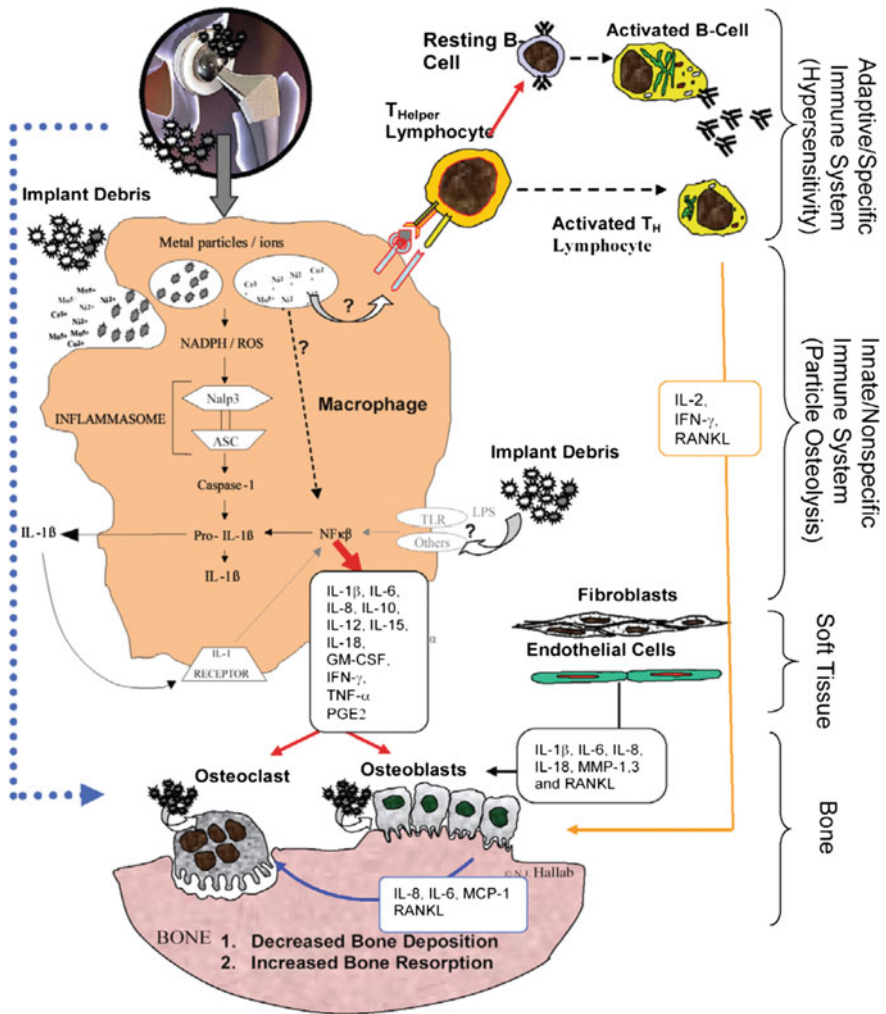 Resting B-
Cell
Activated B-Cell
THelper
Lymphocyte
Activated TH
Lymphocyte
Adaptive/Specific
Immune System
(Hypersensitivity)
Implant Debris
Metal particles / ions
?
?
NADPH / ROS
Nalp3
INFLAMMASOME
ASC
Macrophage
Caspase-1
IL-1ß
Pro- IL-1ß
NFκβ
IL-1ß
TLR
LPS
Others
?
Implant Debris
IL-1
RECEPTOR
IL-2,
IFN-γ,
RANKL
Innate/Nonspecific
Immune System
(Particle Osteolysis)
IL-1β, IL-6,
IL-8, IL-10,
IL-12, IL-15,
IL-18,
GM-CSF,
IFN-γ,
TNF-α
PGE2
α
Fibroblasts
Endothelial Cells
Soft Tissue
IL-1β, IL-6, IL-8,
IL-18, MMP-1,3
and RANKL
Osteoclast
Osteoblasts
Bone
© N.J. Hallab
IL-8, IL-6, MCP-1
RANKL
BONE
1. Decreased Bone Deposition
2. Increased Bone Resorption